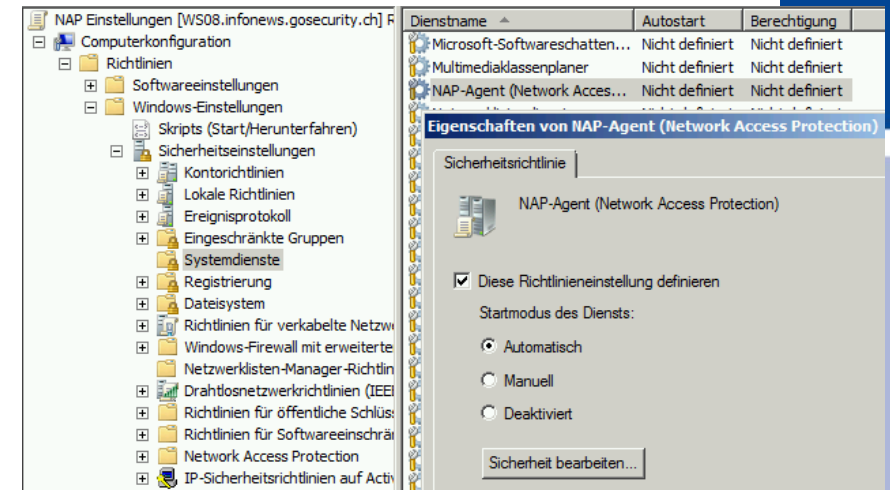 NAP Einstellungen [WS08.infonews.gosecurity.ch] R
Computerkonfiguration
Richtlinien
Softwareeinstellungen
Windows-Einstellungen
Skripts (Start/Herunterfahren)
Sicherheitseinstellungen
Kontorichtlinien
Lokale Richtlinien
Ereignisprotokoll
Eingeschränkte Gruppen
Systemdienste
Registrierung
Dateisystem
Richtlinien für verkabelte Netzw
Windows-Firewall mit erweiterte
Netzwerklisten-Manager-Richtlin
Drahtlosnetzwerkrichtlinien (IEEE
Richtlinien für öffentliche Schlüs
Richtlinien für Softwareeinschrä
Network Access Protection
IP-Sicherheitsrichtlinien auf Activ
Dienstname Autostart Berechtigung
Microsoft-Softwareschatten... Nicht definiert Nicht definiert
Multimediaklassenplaner Nicht definiert Nicht definiert
NAP-Agent (Network Acces... Nicht definiert Nicht definiert
Eigenschaften von NAP-Agent (Network Access Protection)
Sicherheitsrichtlinie
NAP-Agent (Network Access Protection)
Diese Richtlinieneinstellung definieren
Startmodus des Diensts:
Automatisch
Manuell
Deaktiviert
Sicherheit bearbeiten...